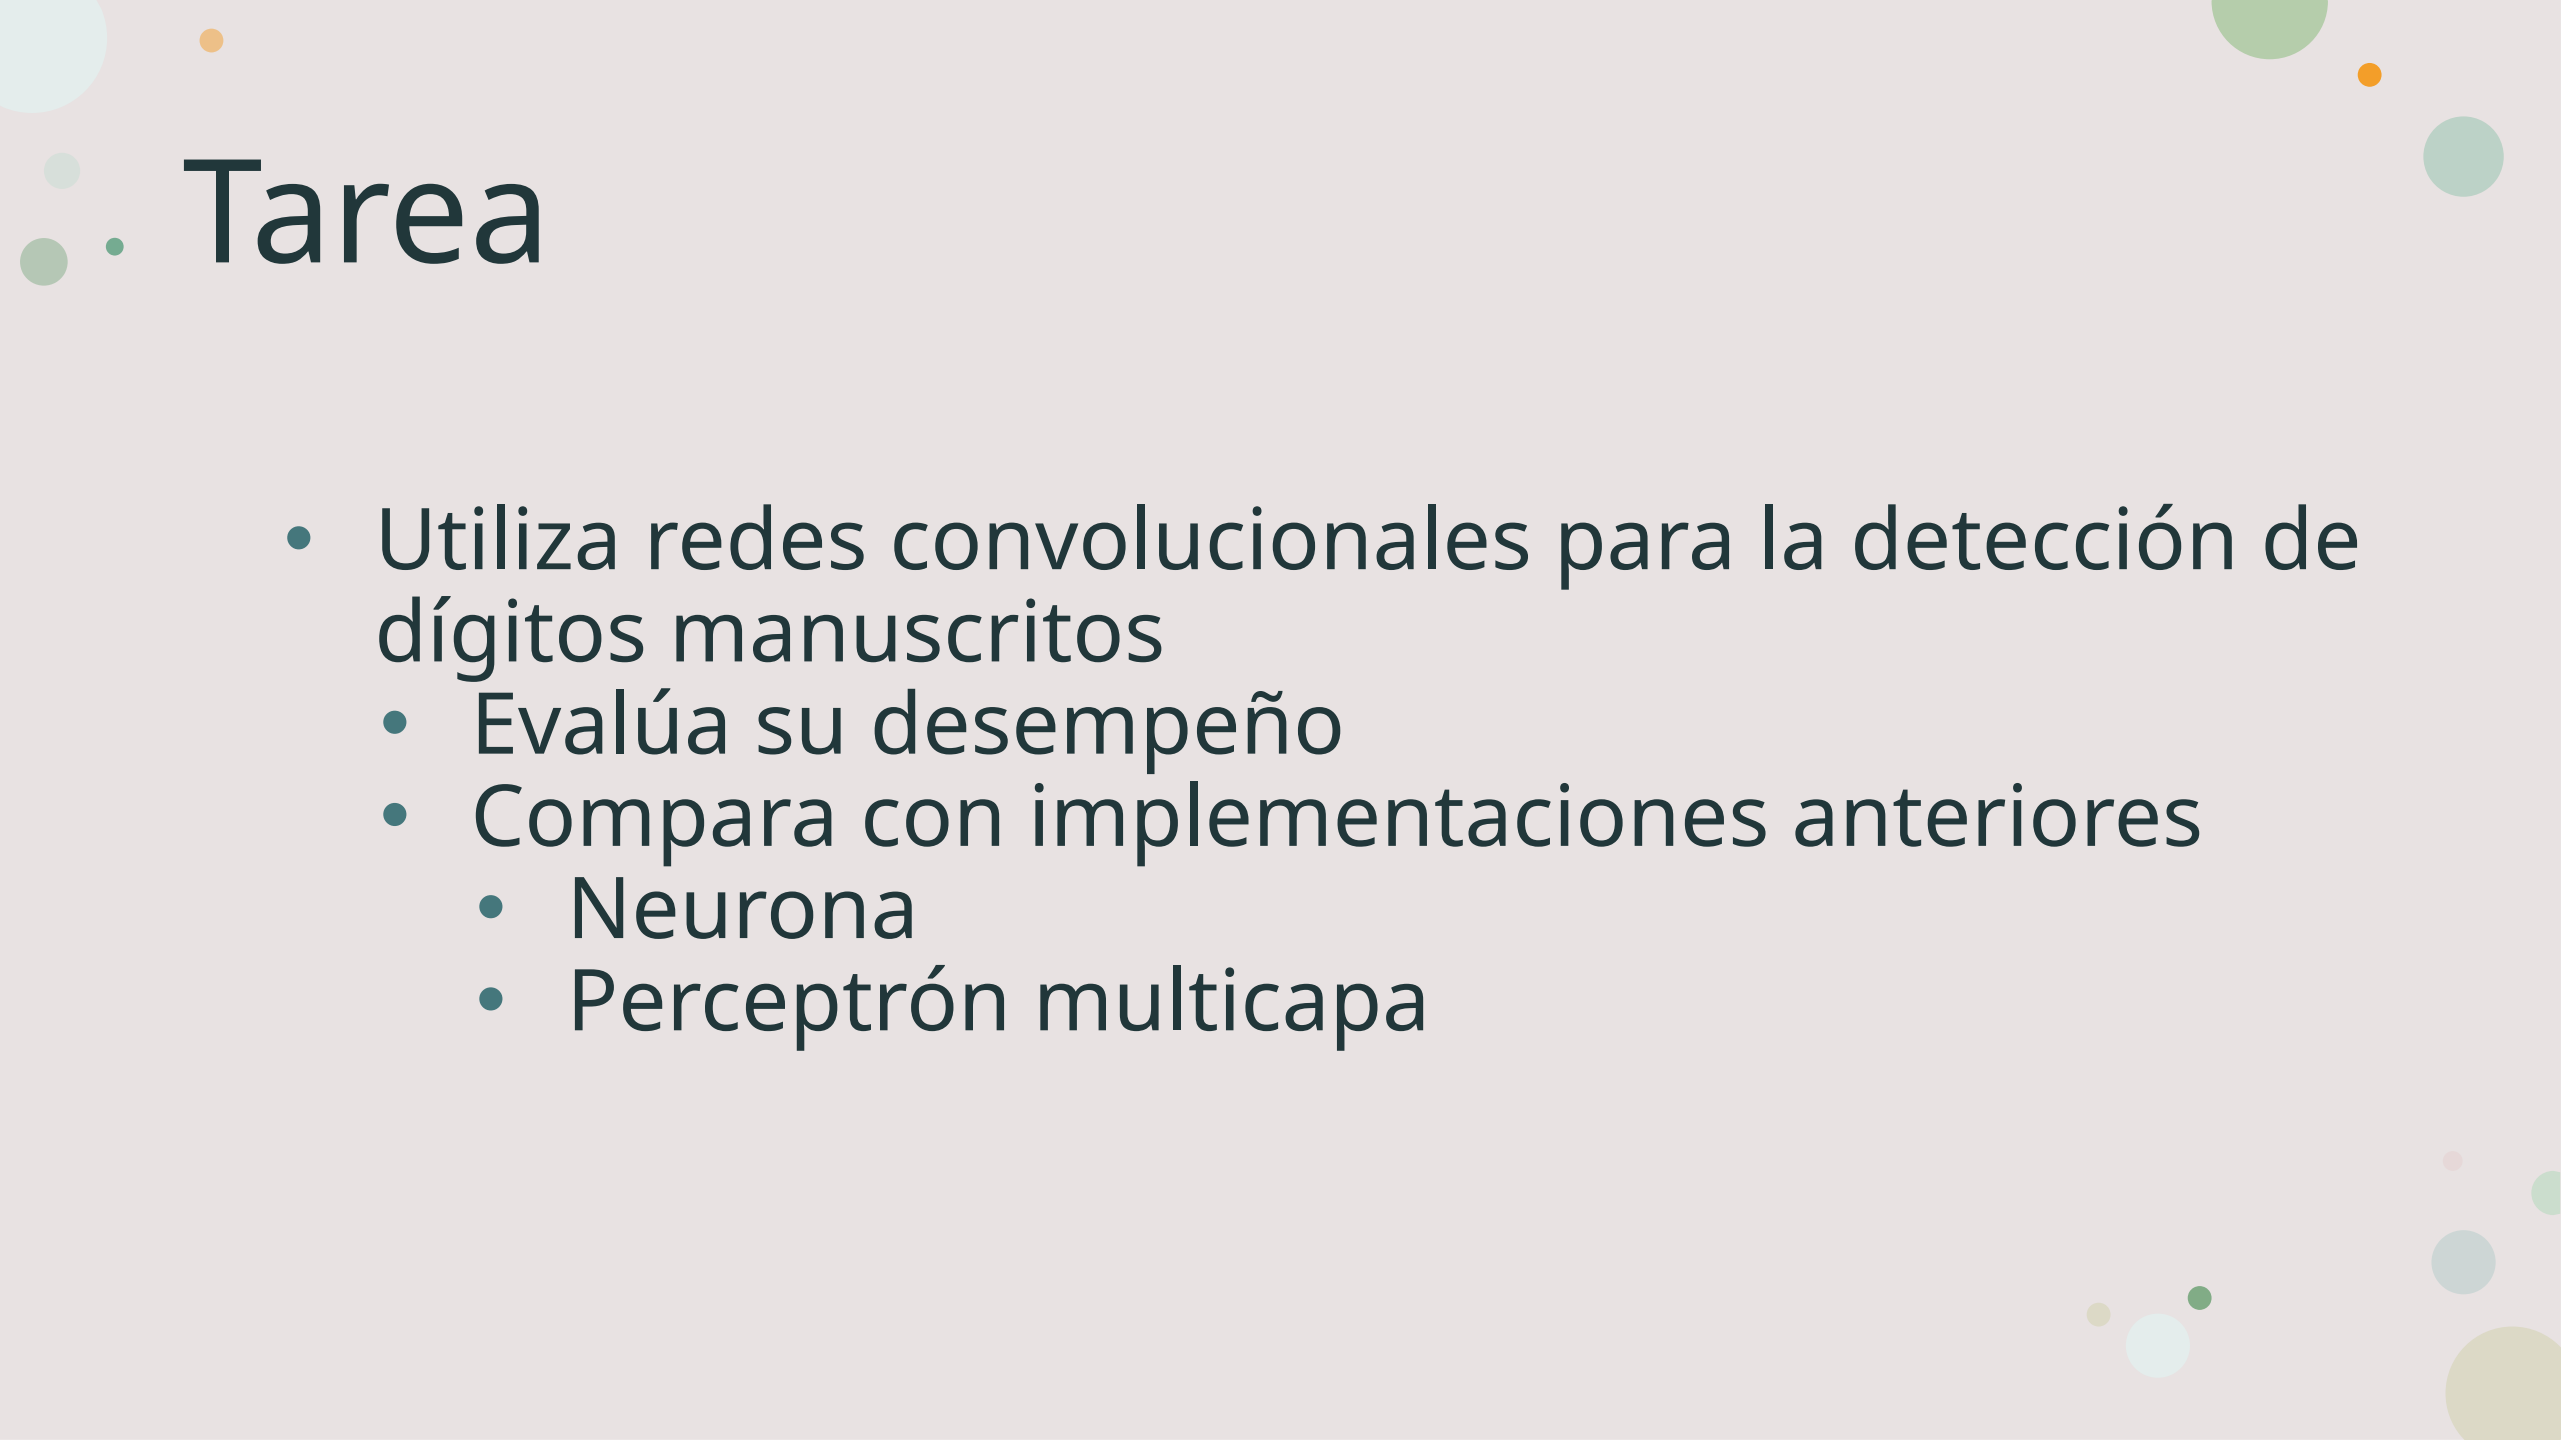 Tarea
• Utiliza redes convolucionales para la detección de
dígitos manuscritos
• Evalúa su desempeño
• Compara con implementaciones anteriores
• Neurona
• Perceptrón multicapa